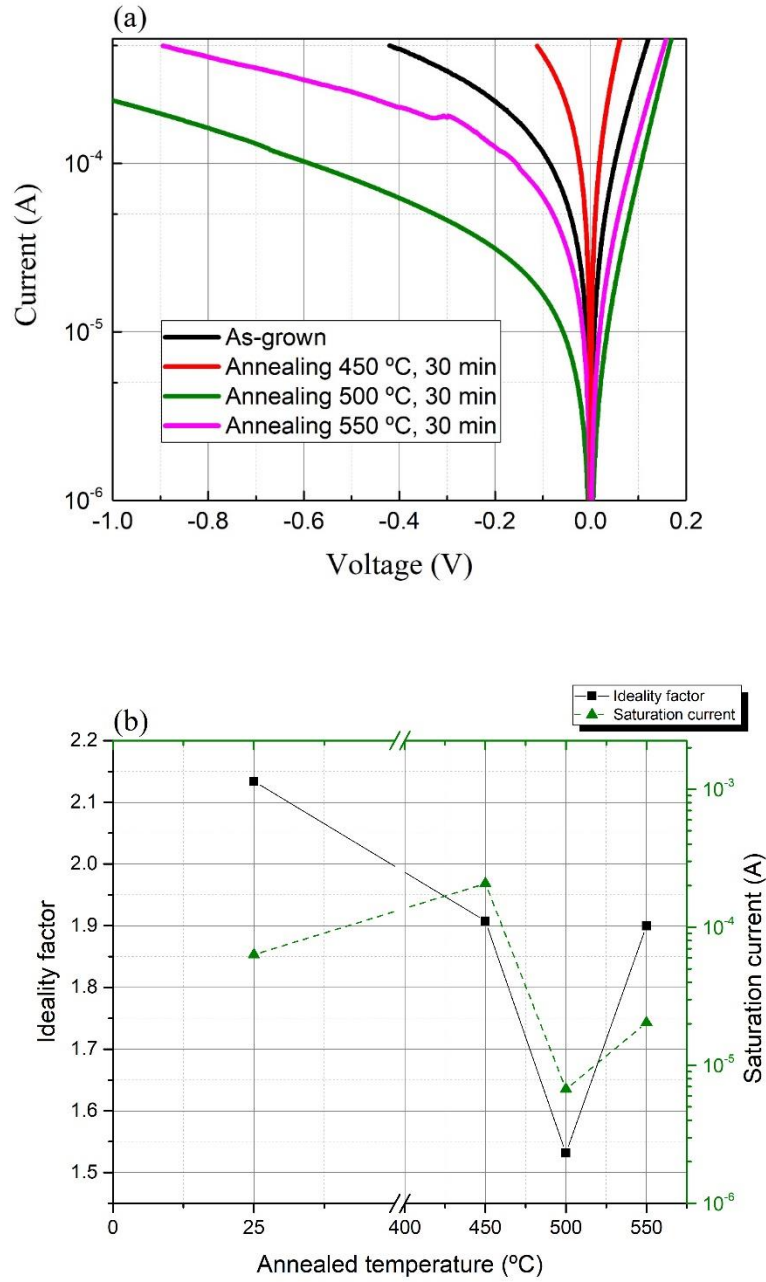 (a)
Current (A)
10⁻⁴
10⁻⁵
10⁻⁶
As-grown
Annealing 450 ºC, 30 min
Annealing 500 ºC, 30 min
Annealing 550 ºC, 30 min
-1.0 -0.8 -0.6 -0.4 -0.2 0.0 0.2
Voltage (V)
(b)
Ideality factor
Saturation current
Ideality factor
2.2
2.1
2.0
1.9
1.8
1.7
1.6
1.5
10⁻³
10⁻⁴
10⁻⁵
10⁻⁶
Saturation current (A)
0 25 400 450 500 550
Annealed temperature (ºC)